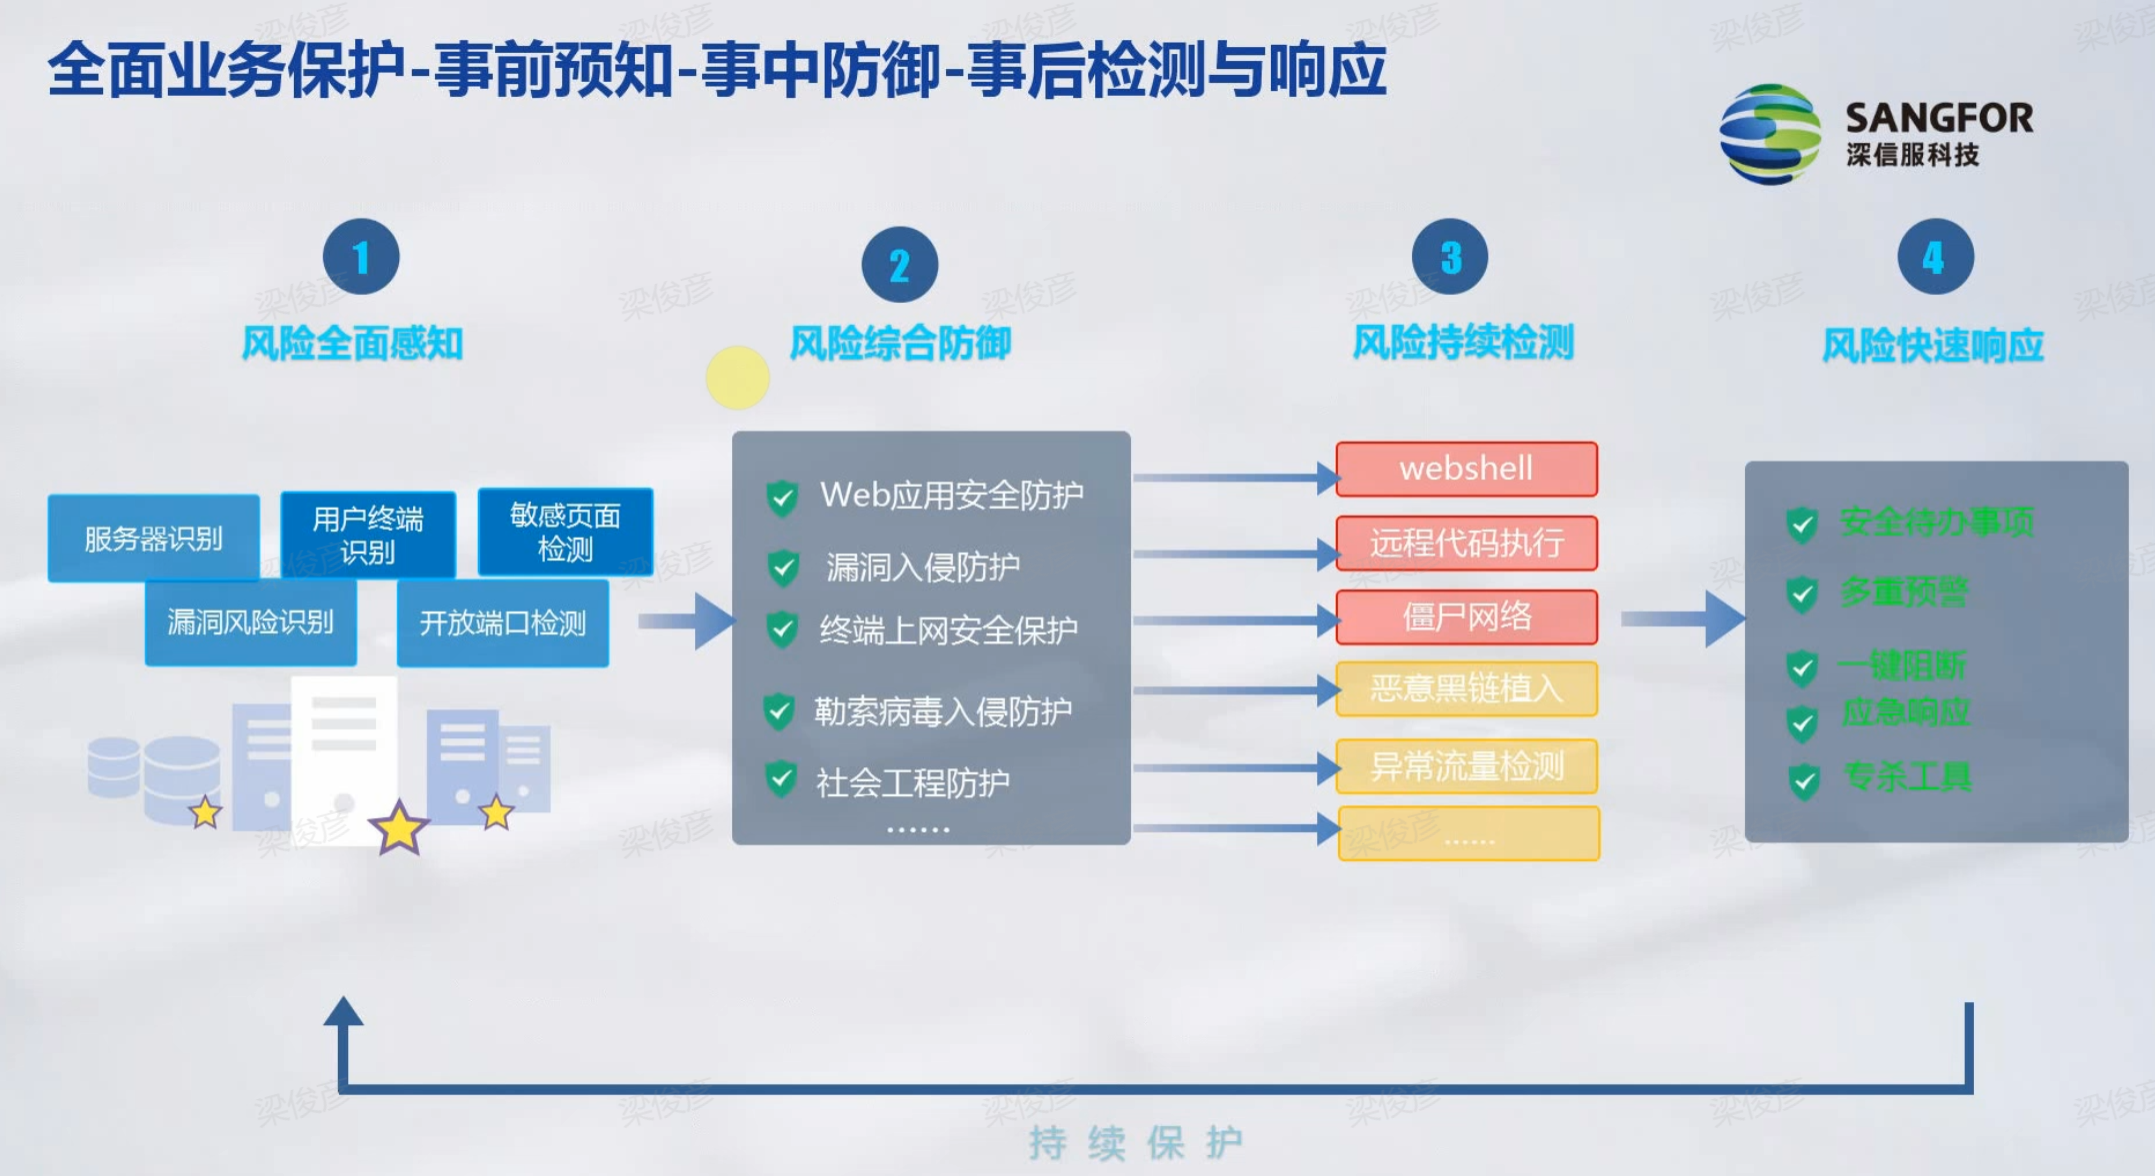 全面业务保护-事前预知-事中防御-事后检测与响应
SANGFOR
深信服科技
1
风险全面感知
服务器识别
用户终端
识别
敏感页面
检测
漏洞风险识别
开放端口检测
2
风险综合防御
Web应用安全防护
漏洞入侵防护
终端上网安全保护
勒索病毒入侵防护
社会工程防护
......
3
风险持续检测
webshell
远程代码执行
僵尸网络
恶意黑链植入
异常流量检测
......
4
风险快速响应
安全待办事项
多重预警
一键阻断
应急响应
专杀工具
持续保护
梁俊彦